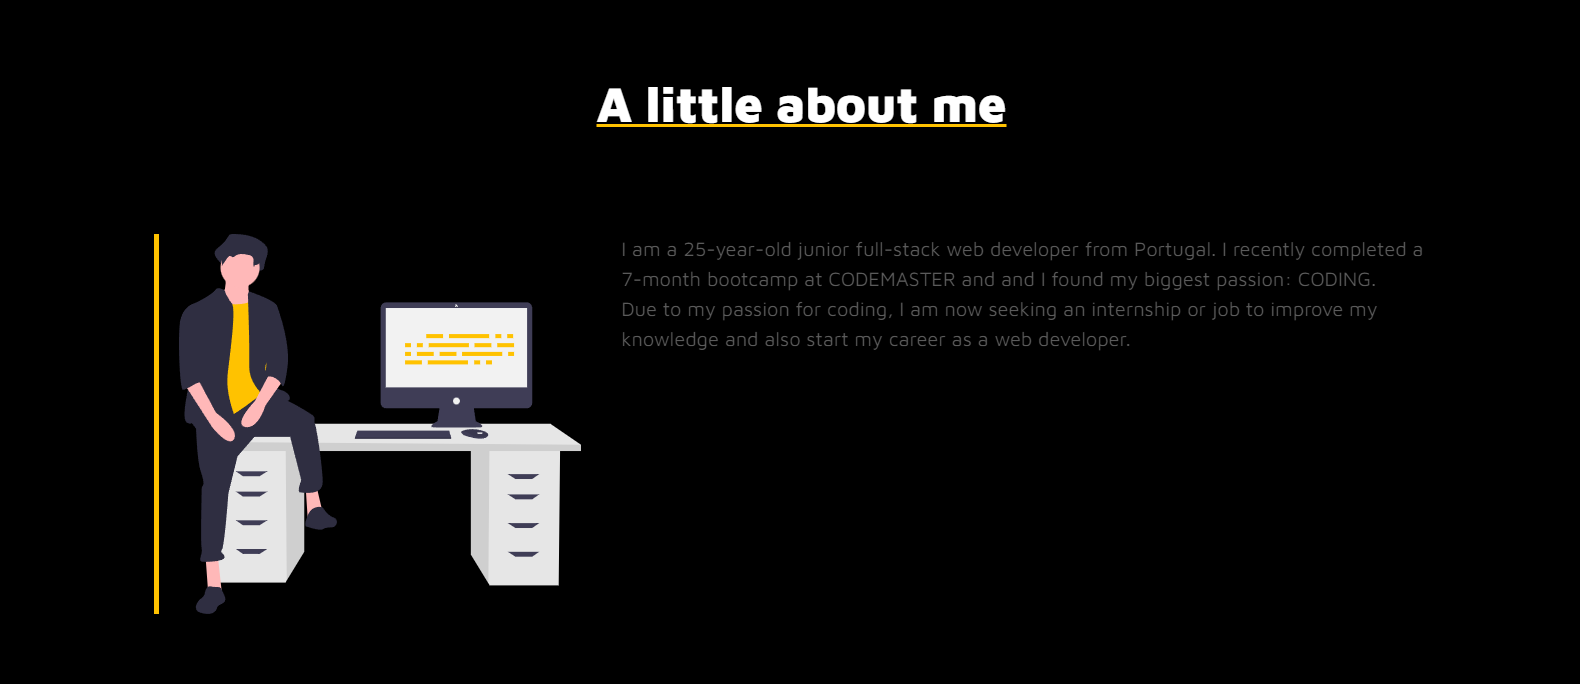 A little about me
I am a 25-year-old junior full-stack web developer from Portugal. I recently completed a
7-month bootcamp at CODEMASTER and and I found my biggest passion: CODING.
Due to my passion for coding, I am now seeking an internship or job to improve my
knowledge and also start my career as a web developer.